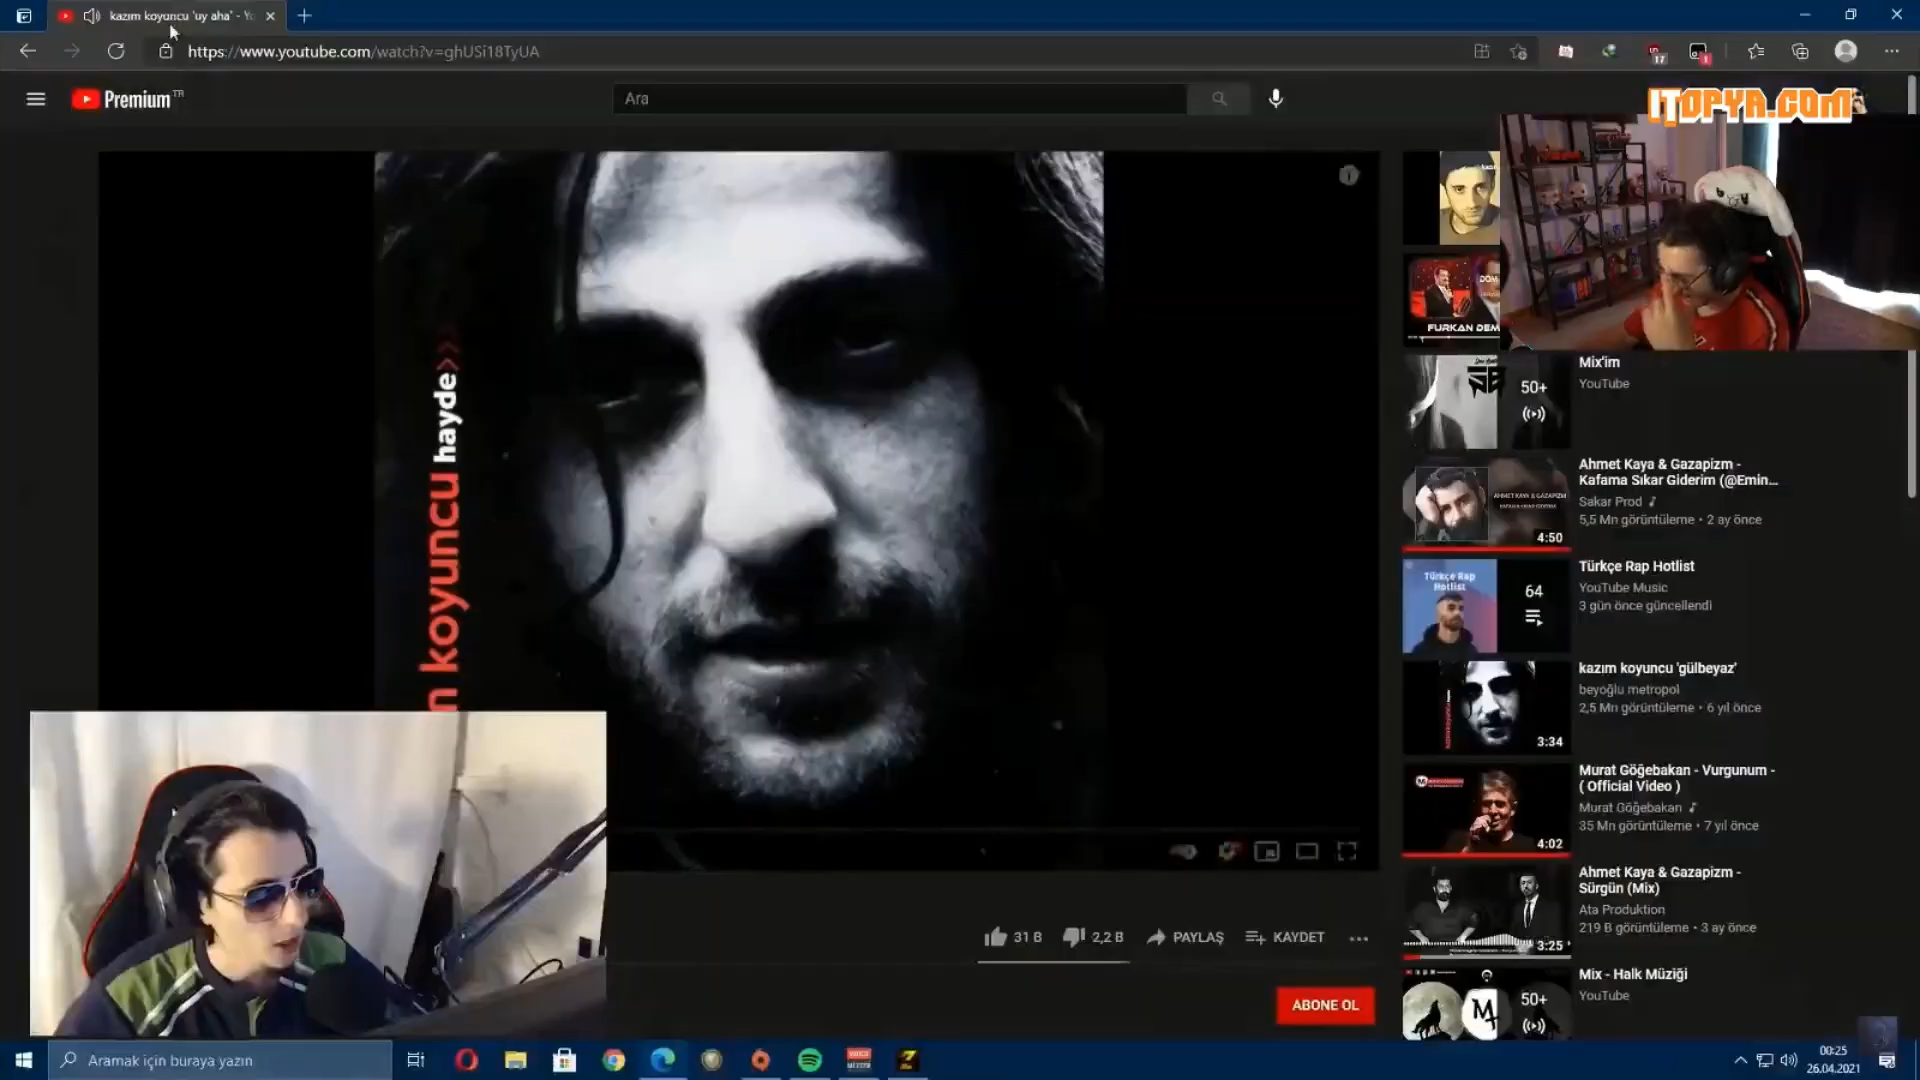 kazım koyuncu 'uy aha' - Yo
https://www.youtube.com/watch?v=ghUSi18TyUA
17
1
Premium TR
Ara
ITOPYA.COM
koyuncu hayde>>
FURKAN DEM
Mix'im
YouTube
50+
Ahmet Kaya & Gazapizm -
Kafama Sıkar Giderim (@Emin...
Sakar Prod
5,5 Mn görüntüleme • 2 ay önce
AHMET KAYA & GAZAPİZM
4:50
Türkçe Rap Hotlist
YouTube Music
3 gün önce güncellendi
Türkçe Rap
Hotlist
64
kazım koyuncu 'gülbeyaz'
beyoğlu metropol
2,5 Mn görüntüleme • 6 yıl önce
3:34
Murat Göğebakan - Vurgunum -
( Official Video )
Murat Göğebakan
35 Mn görüntüleme • 7 yıl önce
4:02
Ahmet Kaya & Gazapizm -
Sürgün (Mix)
Ata Produktion
219 B görüntüleme • 3 ay önce
3:25
Mix - Halk Müziği
YouTube
50+
31 B
2,2 B
PAYLAŞ
KAYDET
ABONE OL
Aramak için buraya yazın
00:25
26.04.2021